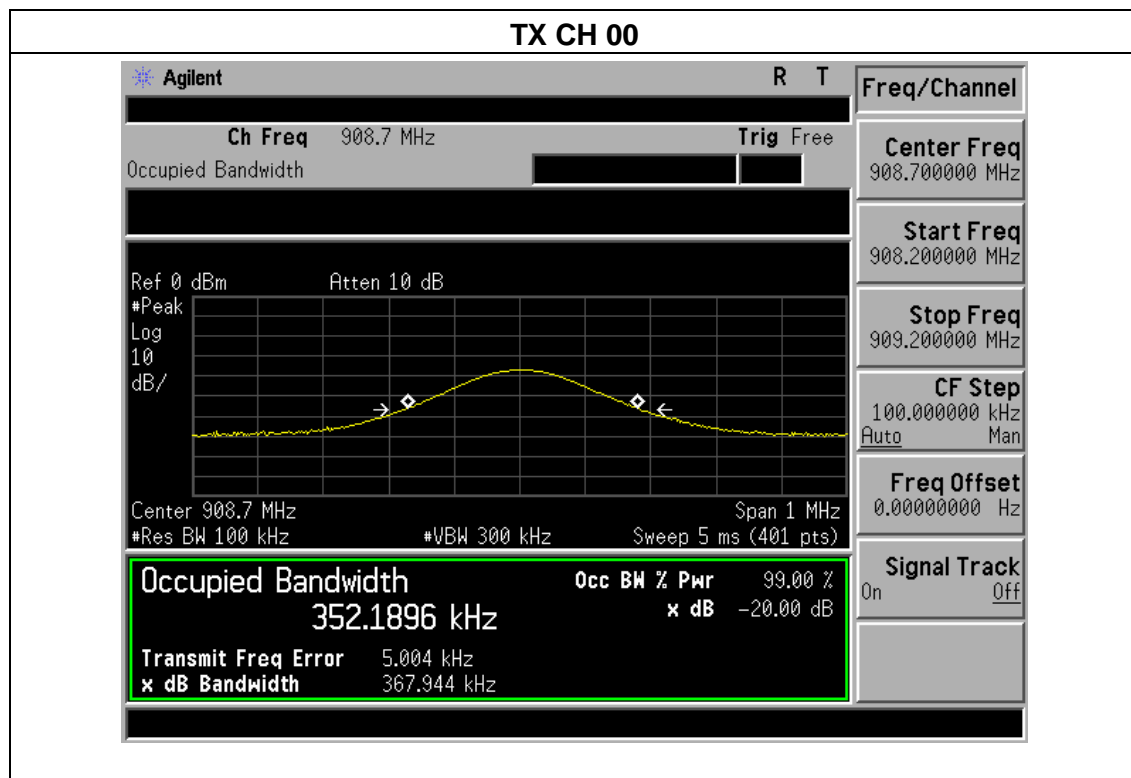 TX CH 00
Agilent R T
Ch Freq 908.7 MHz Trig Free
Occupied Bandwidth
Ref 0 dBm Atten 10 dB
#Peak
Log
10
dB/
Center 908.7 MHz Span 1 MHz
#Res BW 100 kHz #VBW 300 kHz Sweep 5 ms (401 pts)
Occupied Bandwidth Occ BW % Pwr 99.00 %
352.1896 kHz x dB -20.00 dB
Transmit Freq Error 5.004 kHz
x dB Bandwidth 367.944 kHz
Freq/Channel
Center Freq
908.700000 MHz
Start Freq
908.200000 MHz
Stop Freq
909.200000 MHz
CF Step
100.000000 kHz
Auto Man
Freq Offset
0.00000000 Hz
Signal Track
On Off